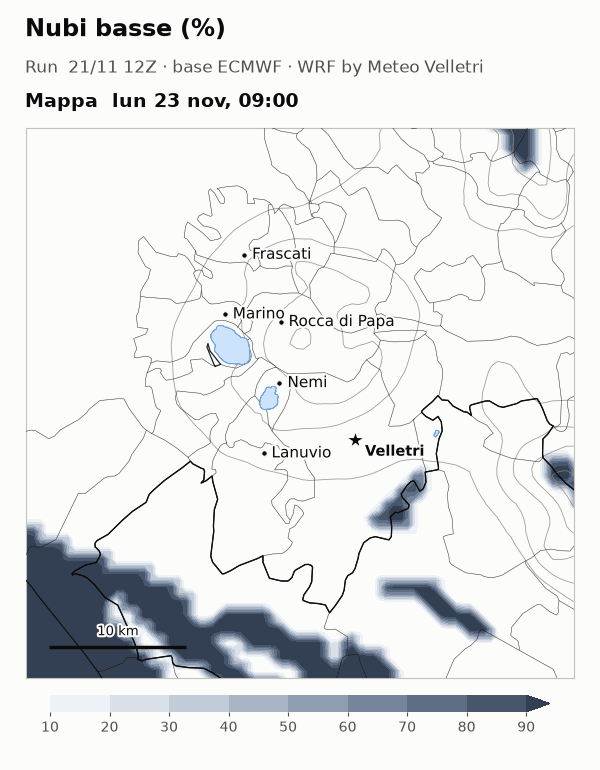 Nubi basse (%)
Run  21/11 12Z · base ECMWF · WRF by Meteo Velletri
Mappa  lun 23 nov, 09:00
Frascati
Marino
Rocca di Papa
Nemi
Velletri
Lanuvio
10 km
10 20 30 40 50 60 70 80 90